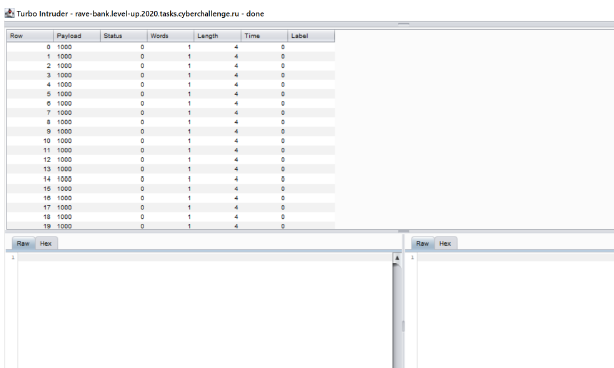 Turbo Intruder - rave-bank.level-up.2020.tasks.cyberchallenge.ru - done
Row Payload Status Words Length Time Label
0 1000 0 1 4 0
1 1000 0 1 4 0
2 1000 0 1 4 0
3 1000 0 1 4 0
4 1000 0 1 4 0
5 1000 0 1 4 0
6 1000 0 1 4 0
7 1000 0 1 4 0
8 1000 0 1 4 0
9 1000 0 1 4 0
10 1000 0 1 4 0
11 1000 0 1 4 0
12 1000 0 1 4 0
13 1000 0 1 4 0
14 1000 0 1 4 0
15 1000 0 1 4 0
16 1000 0 1 4 0
17 1000 0 1 4 0
18 1000 0 1 4 0
19 1000 0 1 4 0
Raw Hex Raw Hex
1 1